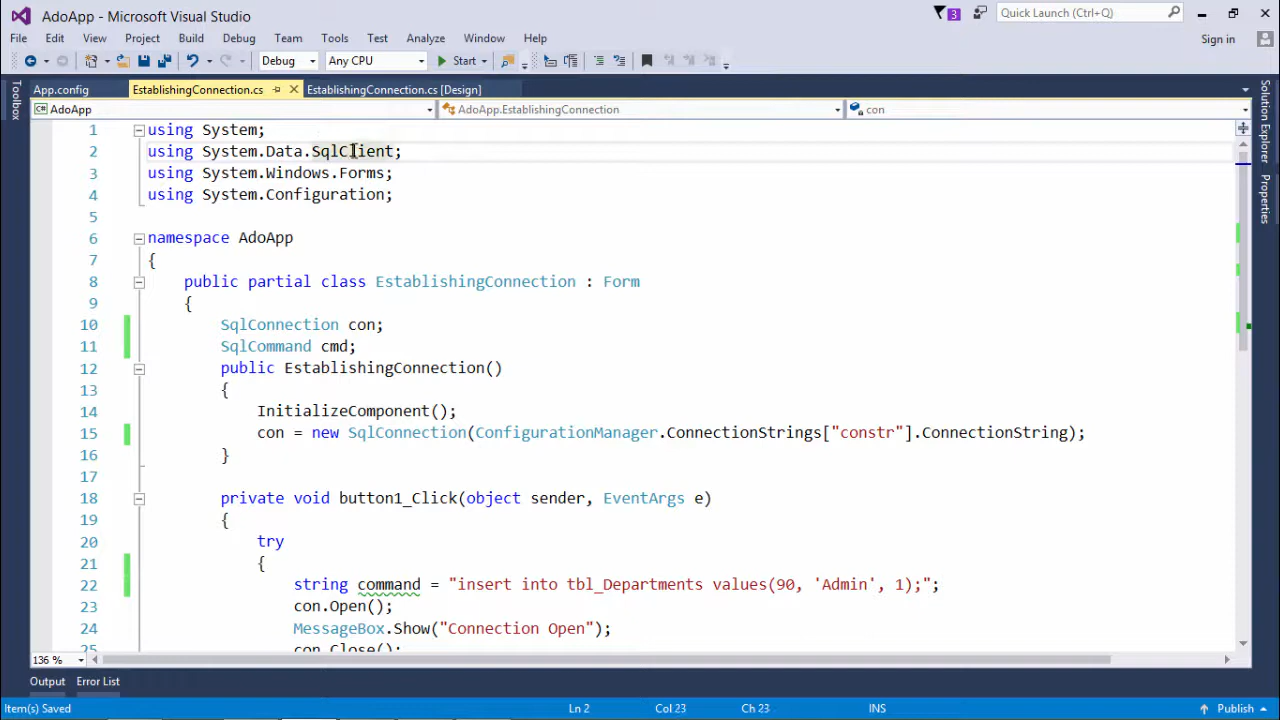 AdoApp - Microsoft Visual Studio
3
Quick Launch (Ctrl+Q)
File Edit View Project Build Debug Team Tools Test Analyze Window Help
Sign in
Debug Any CPU Start
App.config EstablishingConnection.cs EstablishingConnection.cs [Design]
AdoApp AdoApp.EstablishingConnection con
Toolbox
Solution Explorer
Properties
1 using System;
2 using System.Data.SqlClient;
3 using System.Windows.Forms;
4 using System.Configuration;
5
6 namespace AdoApp
7 {
8 public partial class EstablishingConnection : Form
9 {
10 SqlConnection con;
11 SqlCommand cmd;
12 public EstablishingConnection()
13 {
14 InitializeComponent();
15 con = new SqlConnection(ConfigurationManager.ConnectionStrings["constr"].ConnectionString);
16 }
17
18 private void button1_Click(object sender, EventArgs e)
19 {
20 try
21 {
22 string command = "insert into tbl_Departments values(90, 'Admin', 1);";
23 con.Open();
24 MessageBox.Show("Connection Open");
25 con.Close();
136 %
Output Error List
Item(s) Saved Ln 2 Col 23 Ch 23 INS Publish